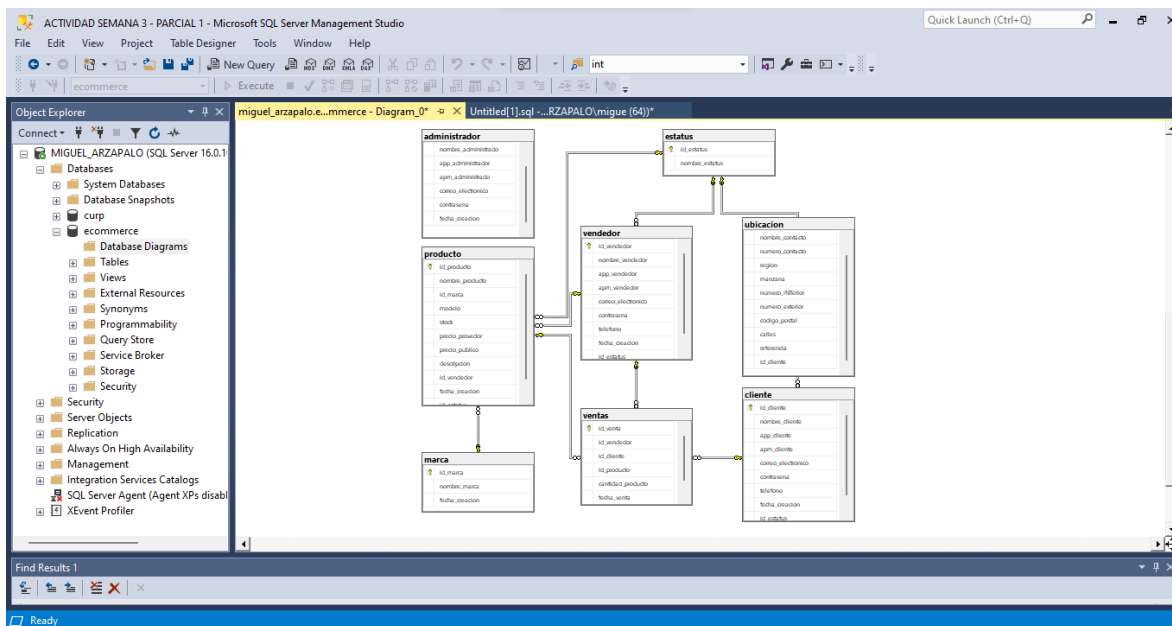 ACTIVIDAD SEMANA 3 - PARCIAL 1 - Microsoft SQL Server Management Studio
Quick Launch (Ctrl+Q)
File Edit View Project Table Designer Tools Window Help
New Query
int
ecommerce
Execute
Object Explorer
miguel_arzapalo.e...mmerce - Diagram_0*
Untitled[1].sql -...RZAPALO\migue (64))*
Connect
MIGUEL_ARZAPALO (SQL Server 16.0.1
Databases
System Databases
Database Snapshots
curp
ecommerce
Database Diagrams
Tables
Views
External Resources
Synonyms
Programmability
Query Store
Service Broker
Storage
Security
Security
Server Objects
Replication
Always On High Availability
Management
Integration Services Catalogs
SQL Server Agent (Agent XPs disabl
XEvent Profiler
administrador
nombre_administrado
app_administrador
apm_administrado
correo_electronico
contrasena
fecha_creacion
estatus
id_estatus
nombre_estatus
producto
id_producto
nombre_producto
id_marca
modelo
stock
precio_provedor
precio_publico
descripcion
id_vendedor
fecha_creacion
id_estatus
vendedor
id_vendedor
nombre_vendedor
app_vendedor
apm_vendedor
correo_electronico
contrasena
telefono
fecha_creacion
id_estatus
ubicacion
nombre_contacto
numero_contacto
region
manzana
numero_INTerior
numero_exterior
codigo_postal
calles
referencia
id_cliente
marca
id_marca
nombre_marca
fecha_creacion
ventas
id_venta
id_vendedor
id_cliente
id_producto
cantidad_producto
fecha_venta
cliente
id_cliente
nombre_cliente
app_cliente
apm_cliente
correo_electronico
contrasena
telefono
fecha_creacion
id_estatus
Find Results 1
Ready